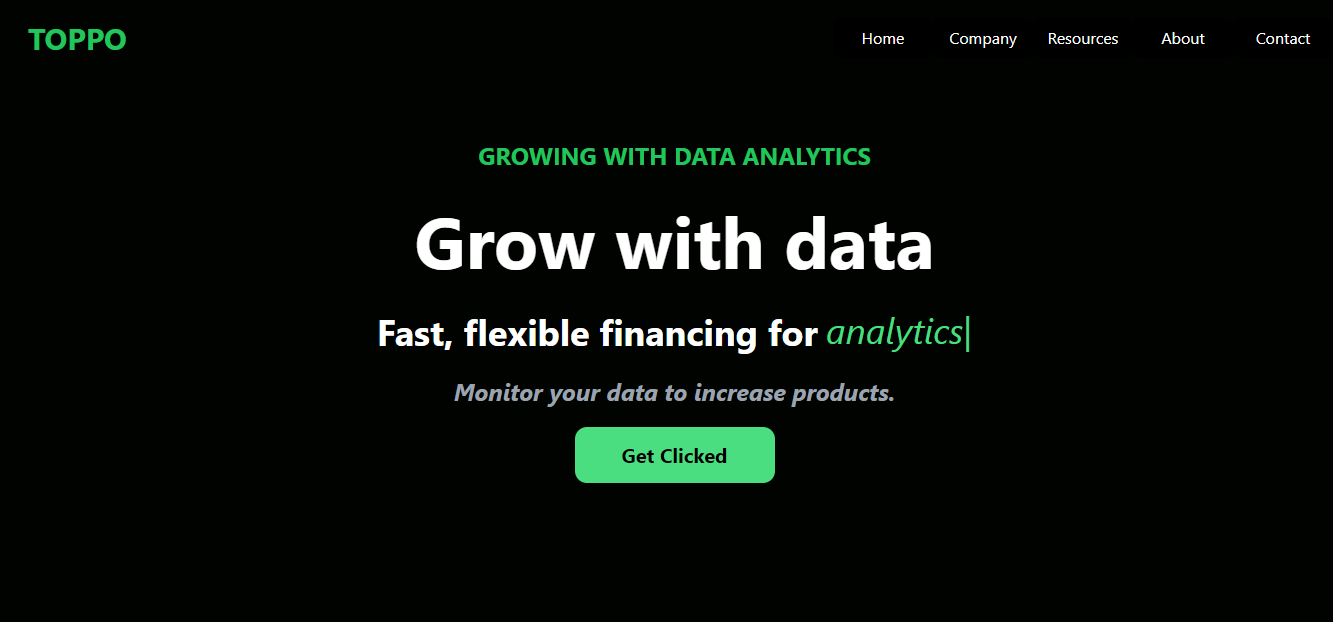 TOPPO
Home Company Resources About Contact
GROWING WITH DATA ANALYTICS
Grow with data
Fast, flexible financing for analytics|
Monitor your data to increase products.
Get Clicked